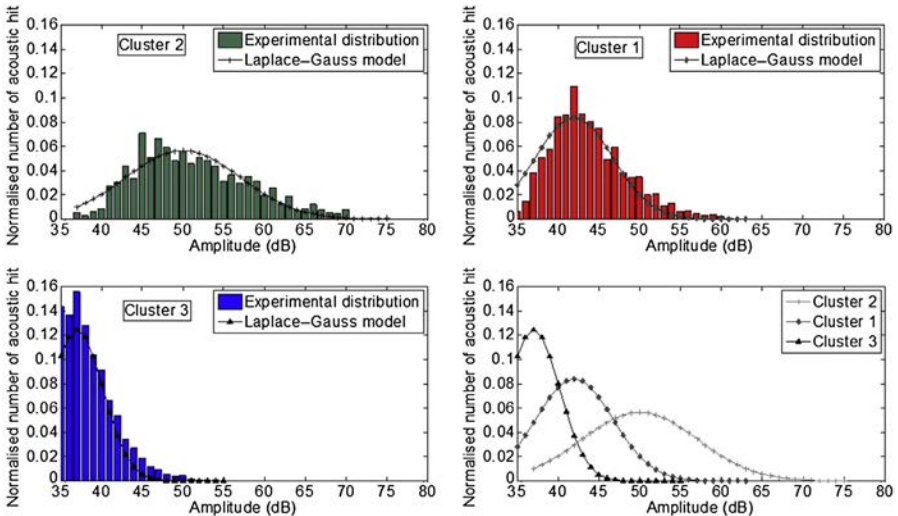 Normalised number of acoustic hit
0.16
0.14
0.12
0.1
0.08
0.06
0.04
0.02
0
Cluster 2
Experimental distribution
Laplace–Gauss model
35 40 45 50 55 60 65 70 75 80
Amplitude (dB)
Normalised number of acoustic hit
0.16
0.14
0.12
0.1
0.08
0.06
0.04
0.02
0
Cluster 1
Experimental distribution
Laplace–Gauss model
35 40 45 50 55 60 65 70 75 80
Amplitude (dB)
Normalised number of acoustic hit
0.16
0.14
0.12
0.1
0.08
0.06
0.04
0.02
0
Cluster 3
Experimental distribution
Laplace–Gauss model
35 40 45 50 55 60 65 70 75 80
Amplitude (dB)
Normalised number of acoustic hit
0.16
0.14
0.12
0.1
0.08
0.06
0.04
0.02
0
Cluster 2
Cluster 1
Cluster 3
35 40 45 50 55 60 65 70 75 80
Amplitude (dB)